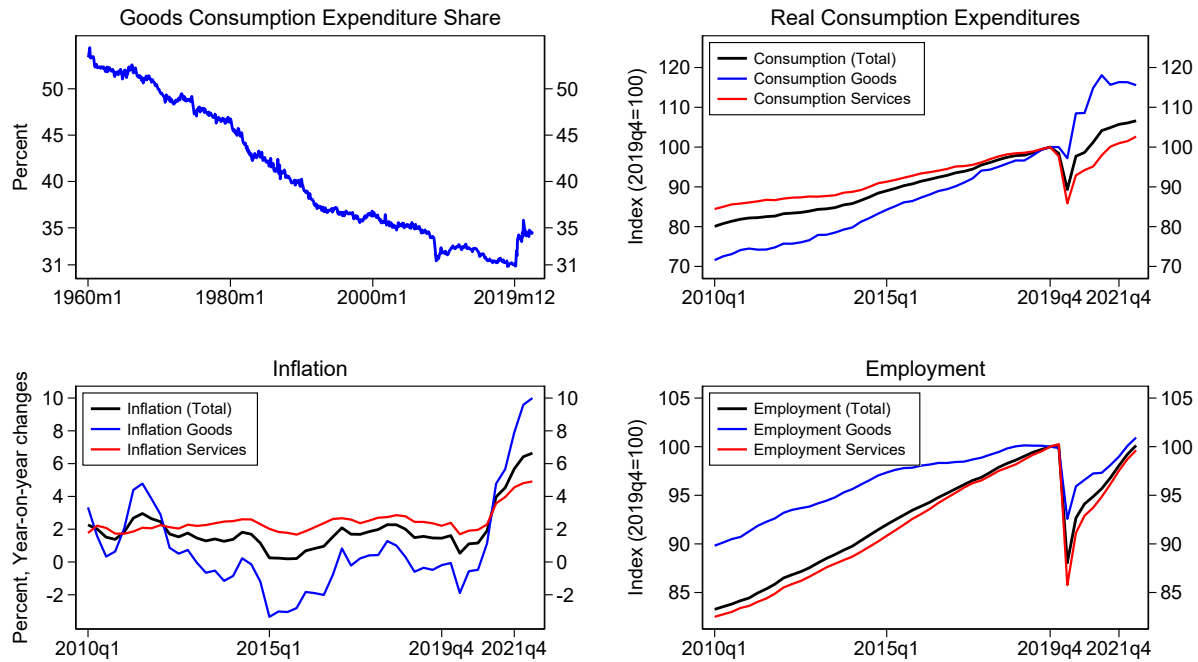 Goods Consumption Expenditure Share
Percent
50
45
40
35
31
50
45
40
35
31
1960m1 1980m1 2000m1 2019m12
Real Consumption Expenditures
Index (2019q4=100)
Consumption (Total)
Consumption Goods
Consumption Services
120
110
100
90
80
70
120
110
100
90
80
70
2010q1 2015q1 2019q4 2021q4
Inflation
Percent, Year-on-year changes
Inflation (Total)
Inflation Goods
Inflation Services
10
8
6
4
2
0
-2
10
8
6
4
2
0
-2
2010q1 2015q1 2019q4 2021q4
Employment
Index (2019q4=100)
Employment (Total)
Employment Goods
Employment Services
105
100
95
90
85
105
100
95
90
85
2010q1 2015q1 2019q4 2021q4